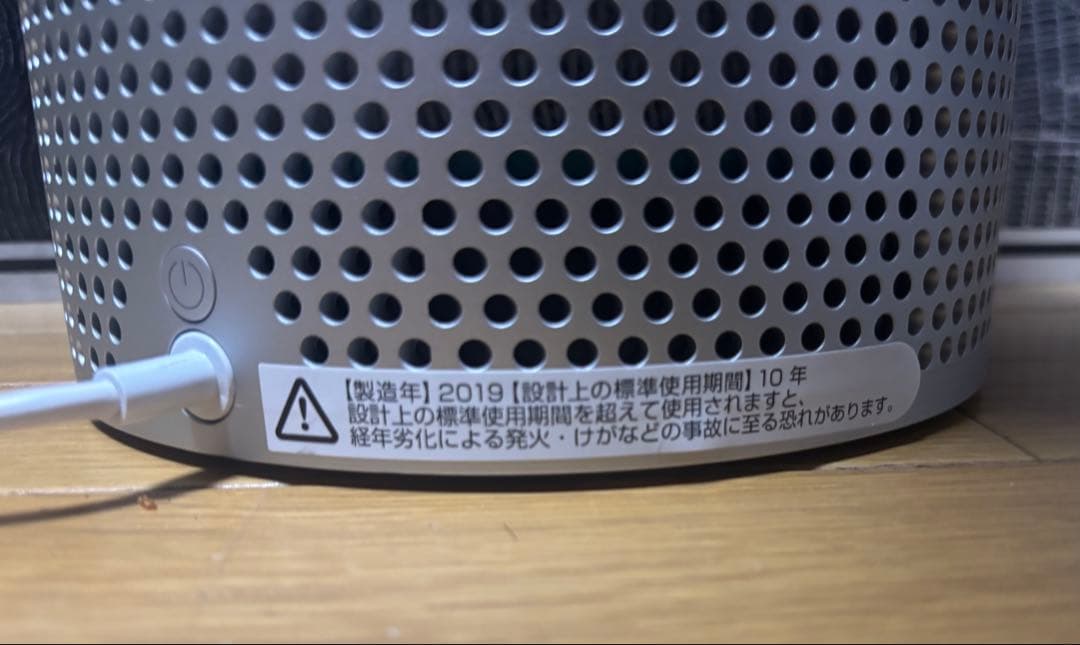 【製造年】2019【設計上の標準使用期間】10年
設計上の標準使用期間を超えて使用されますと、
経年劣化による発火・けがなどの事故に至る恐れがあります。